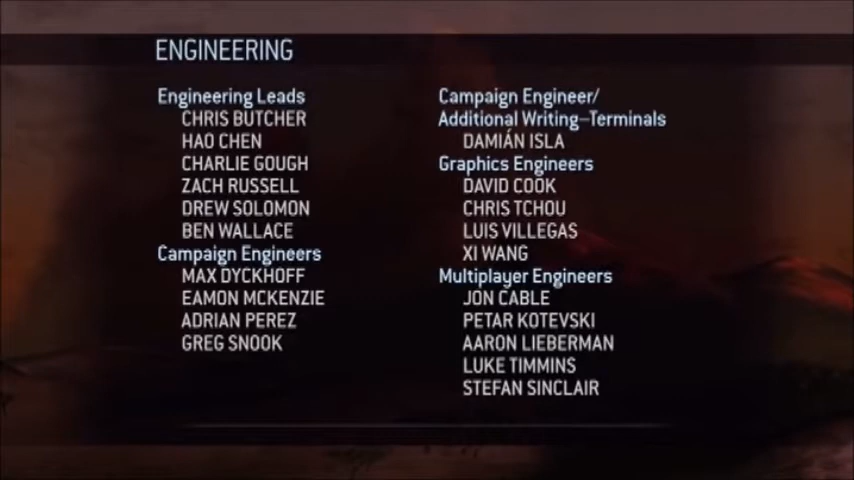 ENGINEERING
Engineering Leads
CHRIS BUTCHER
HAO CHEN
CHARLIE GOUGH
ZACH RUSSELL
DREW SOLOMON
BEN WALLACE
Campaign Engineers
MAX DYCKHOFF
EAMON MCKENZIE
ADRIAN PEREZ
GREG SNOOK
Campaign Engineer/
Additional Writing–Terminals
DAMIÁN ISLA
Graphics Engineers
DAVID COOK
CHRIS TCHOU
LUIS VILLEGAS
XI WANG
Multiplayer Engineers
JON CABLE
PETAR KOTEVSKI
AARON LIEBERMAN
LUKE TIMMINS
STEFAN SINCLAIR